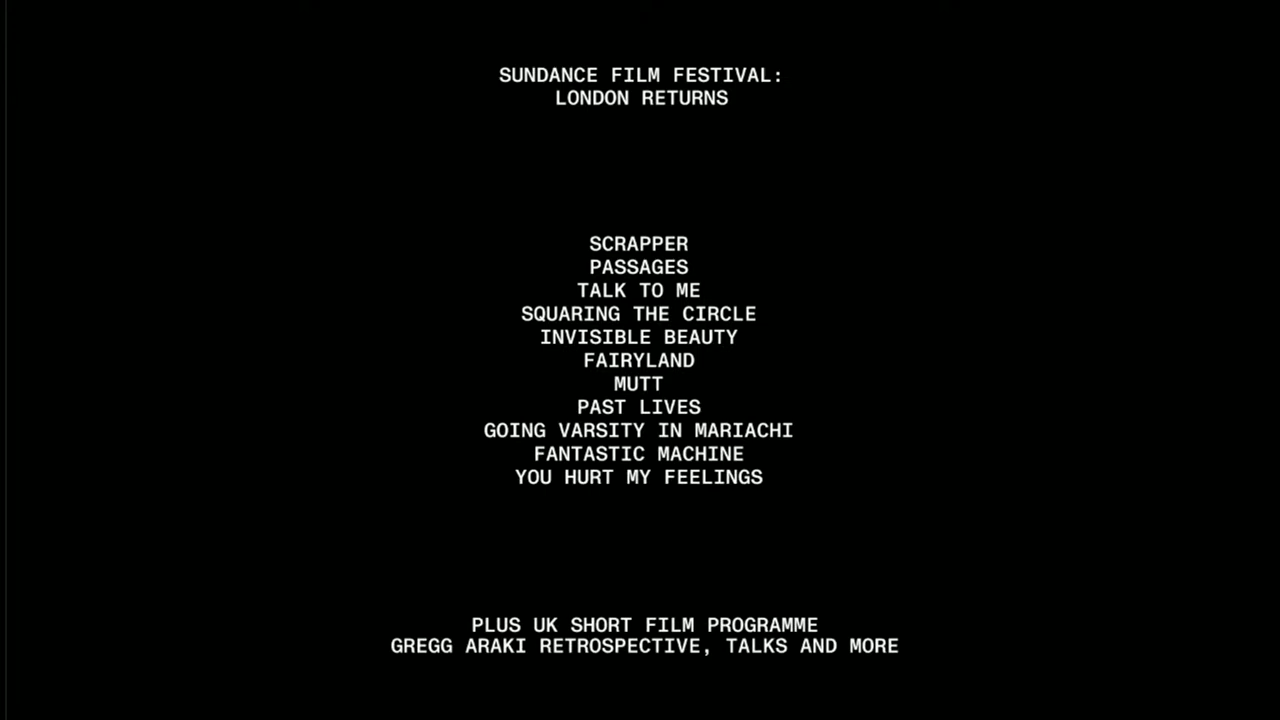 SUNDANCE FILM FESTIVAL:
LONDON RETURNS
SCRAPPER
PASSAGES
TALK TO ME
SQUARING THE CIRCLE
INVISIBLE BEAUTY
FAIRYLAND
MUTT
PAST LIVES
GOING VARSITY IN MARIACHI
FANTASTIC MACHINE
YOU HURT MY FEELINGS
PLUS UK SHORT FILM PROGRAMME
GREGG ARAKI RETROSPECTIVE, TALKS AND MORE